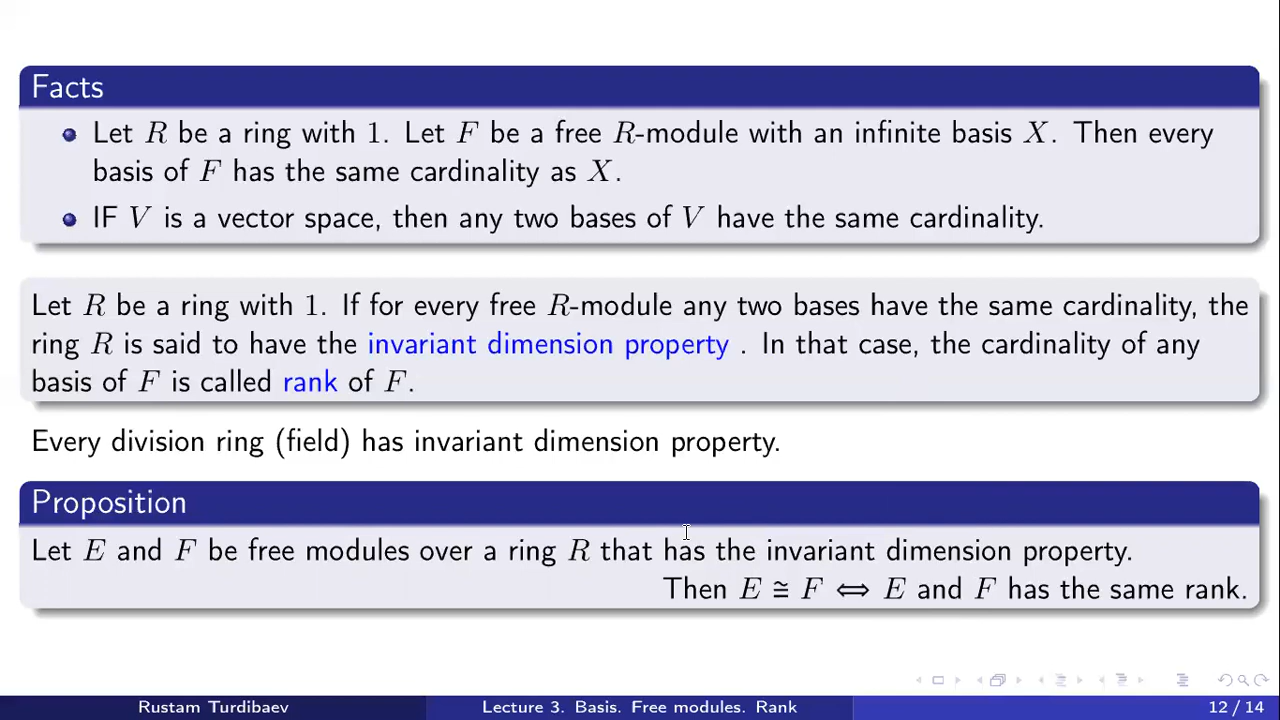 Facts
Let R be a ring with 1. Let F be a free R-module with an infinite basis X. Then every
basis of F has the same cardinality as X.
IF V is a vector space, then any two bases of V have the same cardinality.
Let R be a ring with 1. If for every free R-module any two bases have the same cardinality, the
ring R is said to have the invariant dimension property . In that case, the cardinality of any
basis of F is called rank of F.
Every division ring (field) has invariant dimension property.
Proposition
Let E and F be free modules over a ring R that has the invariant dimension property.
Then E ≅ F ⟺ E and F has the same rank.
Rustam Turdibaev Lecture 3. Basis. Free modules. Rank 12 / 14